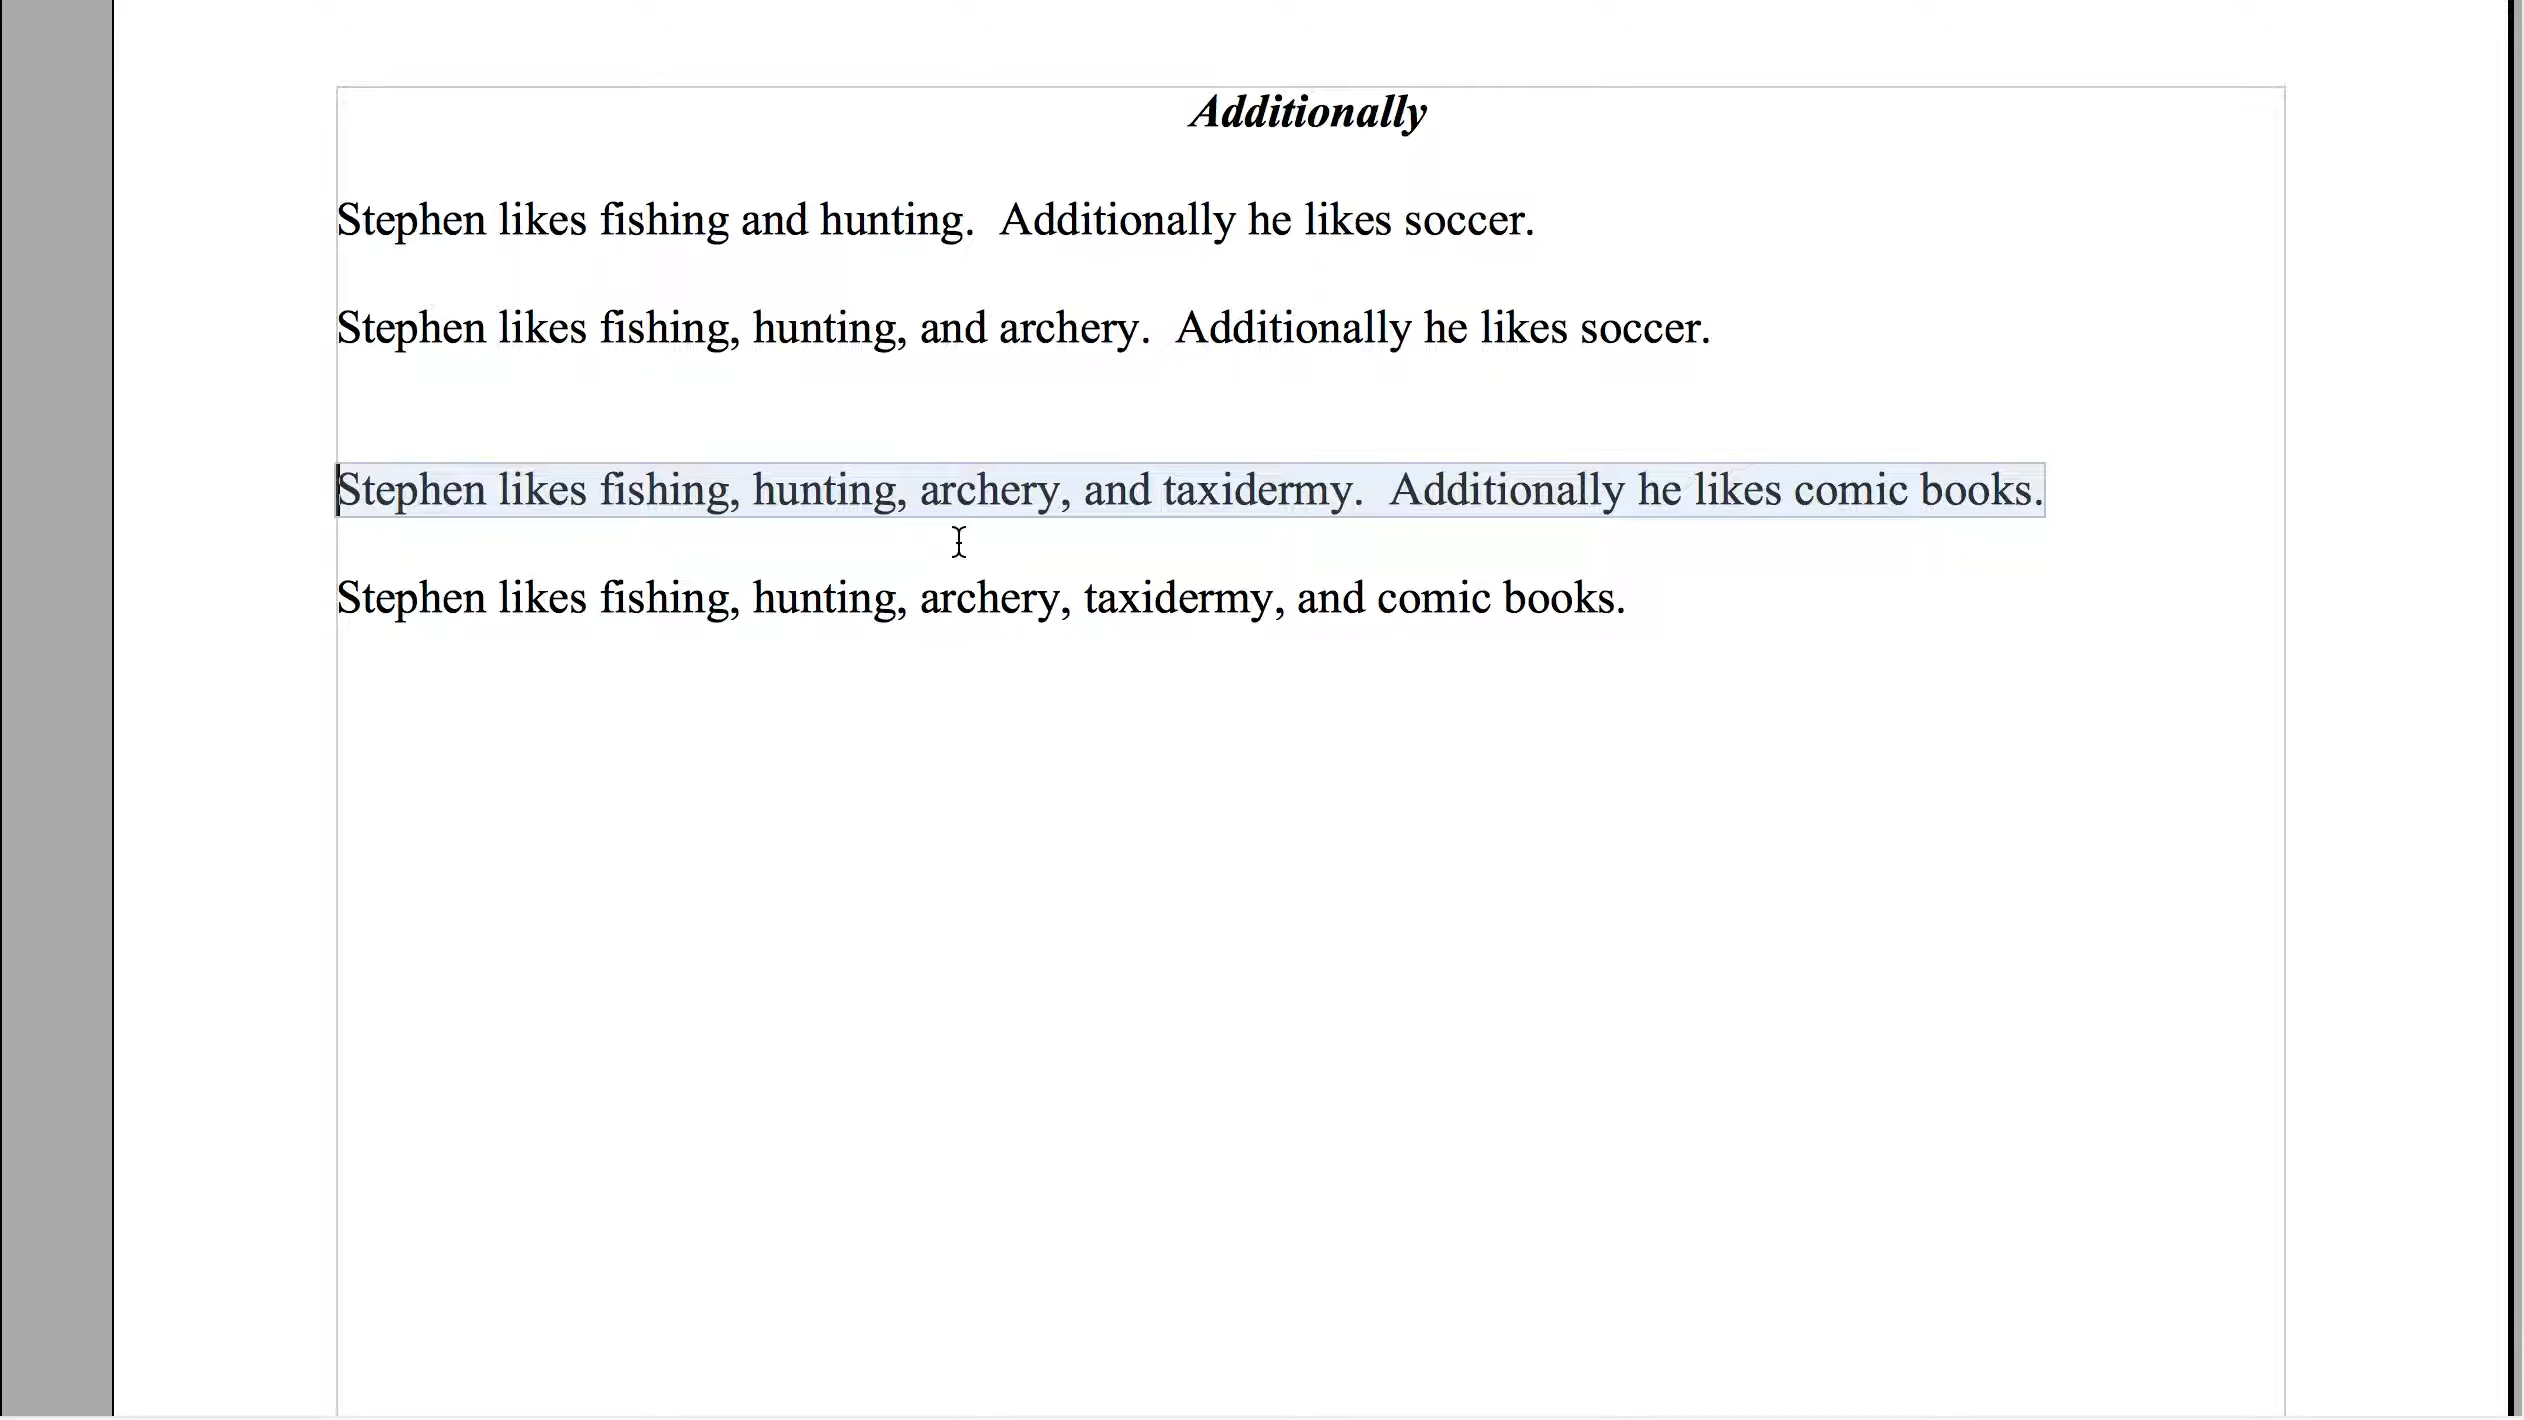 Additionally
Stephen likes fishing and hunting.  Additionally he likes soccer.
Stephen likes fishing, hunting, and archery.  Additionally he likes soccer.
Stephen likes fishing, hunting, archery, and taxidermy.  Additionally he likes comic books.
Stephen likes fishing, hunting, archery, taxidermy, and comic books.